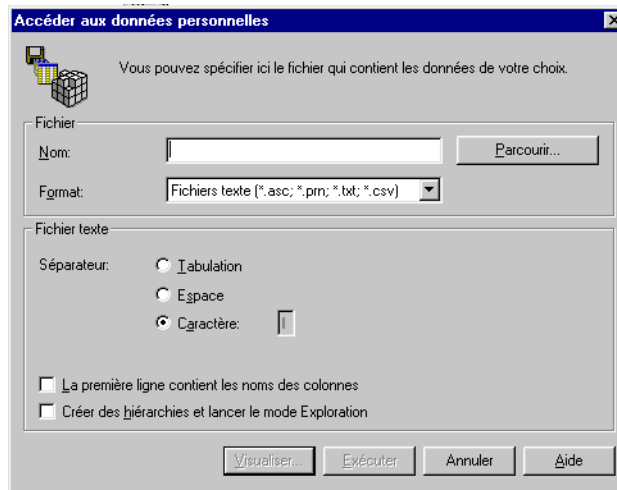 Accéder aux données personnelles
Vous pouvez spécifier ici le fichier qui contient les données de votre choix.
Fichier
Nom:
Parcourir...
Format: Fichiers texte (*.asc; *.prn; *.txt; *.csv)
Fichier texte
Séparateur: Tabulation
Espace
Caractère:
La première ligne contient les noms des colonnes
Créer des hiérarchies et lancer le mode Exploration
Visualiser... Exécuter Annuler Aide